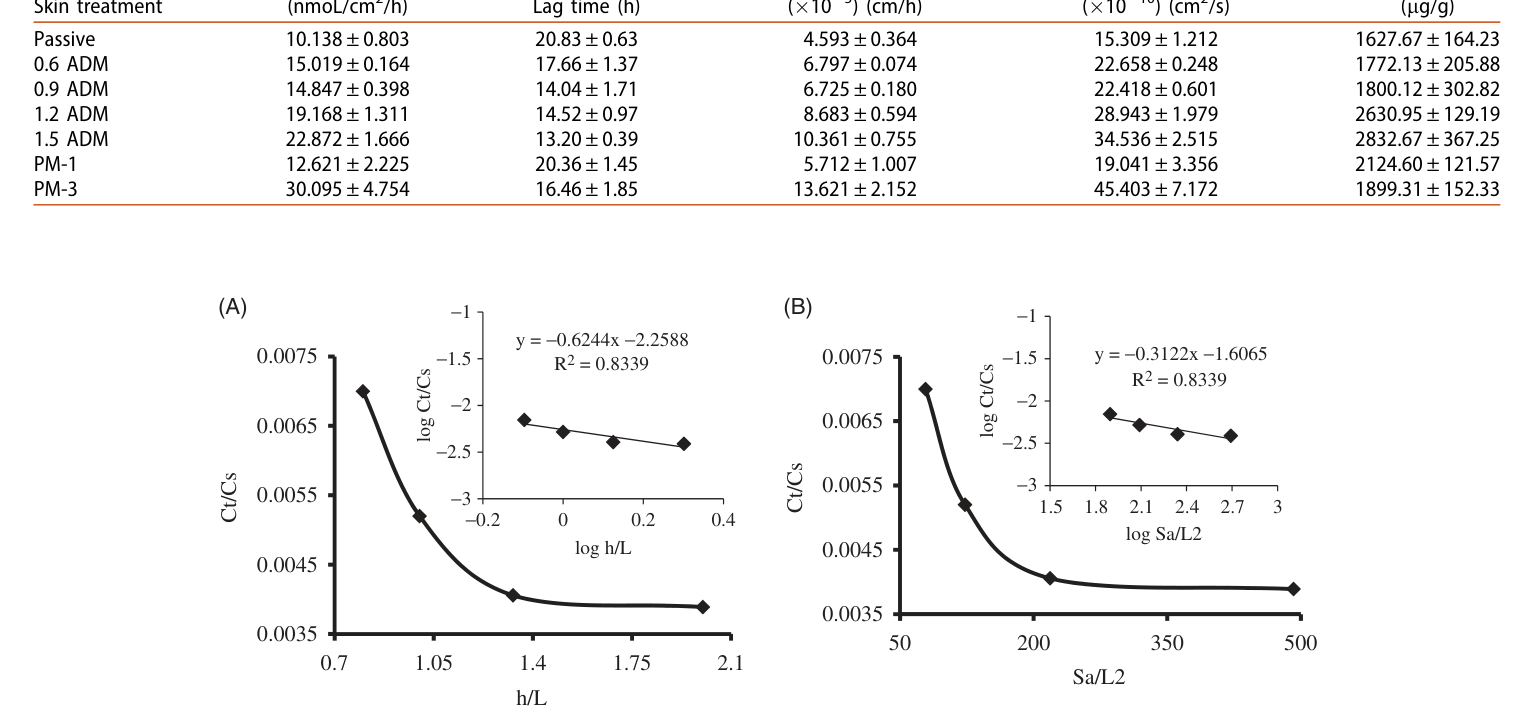 Skin treatment (nmoL/cm²/h) Lag time (h) (×10⁻⁵) (cm/h) (×10⁻¹⁰) (cm²/s) (μg/g)
Passive 10.138 ± 0.803 20.83 ± 0.63 4.593 ± 0.364 15.309 ± 1.212 1627.67 ± 164.23
0.6 ADM 15.019 ± 0.164 17.66 ± 1.37 6.797 ± 0.074 22.658 ± 0.248 1772.13 ± 205.88
0.9 ADM 14.847 ± 0.398 14.04 ± 1.71 6.725 ± 0.180 22.418 ± 0.601 1800.12 ± 302.82
1.2 ADM 19.168 ± 1.311 14.52 ± 0.97 8.683 ± 0.594 28.943 ± 1.979 2630.95 ± 129.19
1.5 ADM 22.872 ± 1.666 13.20 ± 0.39 10.361 ± 0.755 34.536 ± 2.515 2832.67 ± 367.25
PM-1 12.621 ± 2.225 20.36 ± 1.45 5.712 ± 1.007 19.041 ± 3.356 2124.60 ± 121.57
PM-3 30.095 ± 4.754 16.46 ± 1.85 13.621 ± 2.152 45.403 ± 7.172 1899.31 ± 152.33
(A)
0.0075
0.0065
0.0055
0.0045
0.0035
Ct/Cs
0.7 1.05 1.4 1.75 2.1
h/L
−1
−1.5
−2
−2.5
−3
log Ct/Cs
y = −0.6244x −2.2588
R² = 0.8339
−0.2 0 0.2 0.4
log h/L
(B)
0.0075
0.0065
0.0055
0.0045
0.0035
Ct/Cs
50 200 350 500
Sa/L2
−1
−1.5
−2
−2.5
−3
log Ct/Cs
y = −0.3122x −1.6065
R² = 0.8339
1.5 1.8 2.1 2.4 2.7 3
log Sa/L2